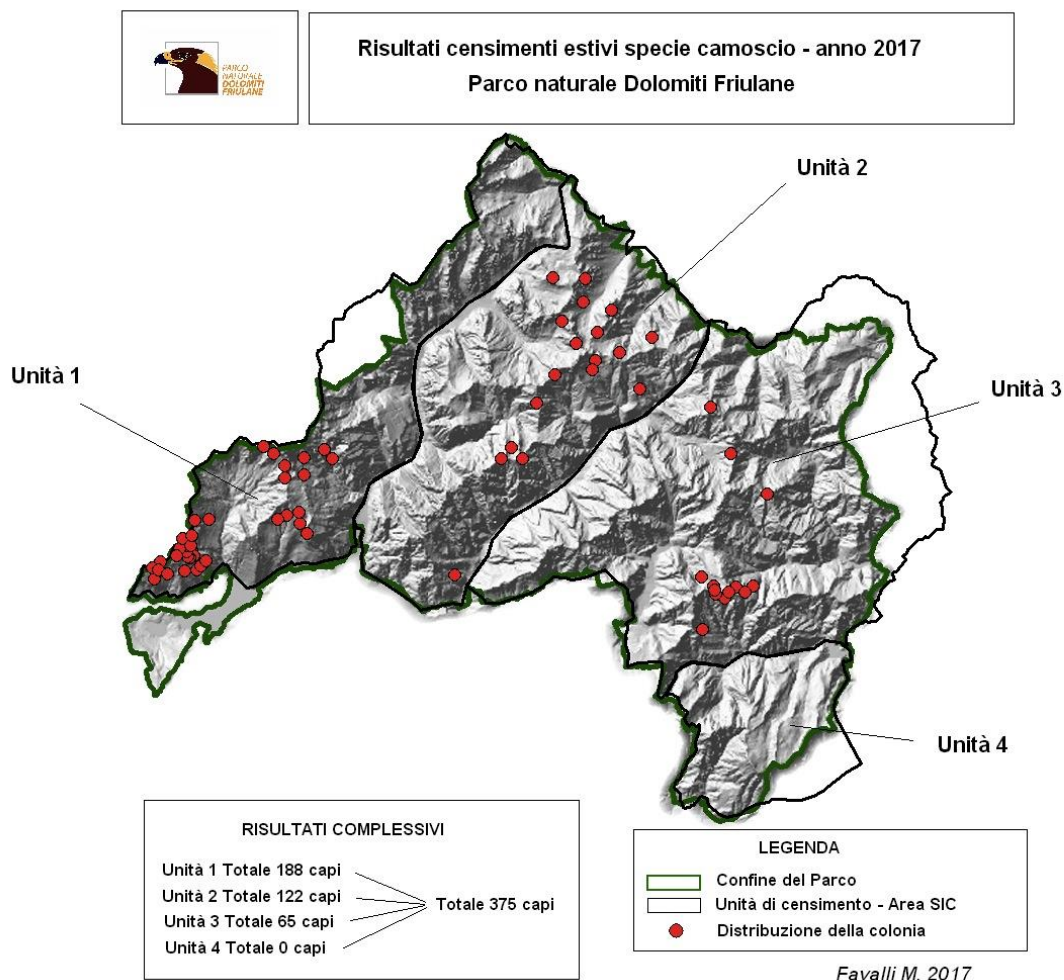 PARCO
NATURALE
DOLOMITI
FRIULANE
Risultati censimenti estivi specie camoscio - anno 2017
Parco naturale Dolomiti Friulane
Unità 2
Unità 1
Unità 3
Unità 4
RISULTATI COMPLESSIVI
Unità 1 Totale 188 capi
Unità 2 Totale 122 capi
Unità 3 Totale 65 capi
Unità 4 Totale 0 capi
Totale 375 capi
LEGENDA
Confine del Parco
Unità di censimento - Area SIC
Distribuzione della colonia
Favalli M. 2017